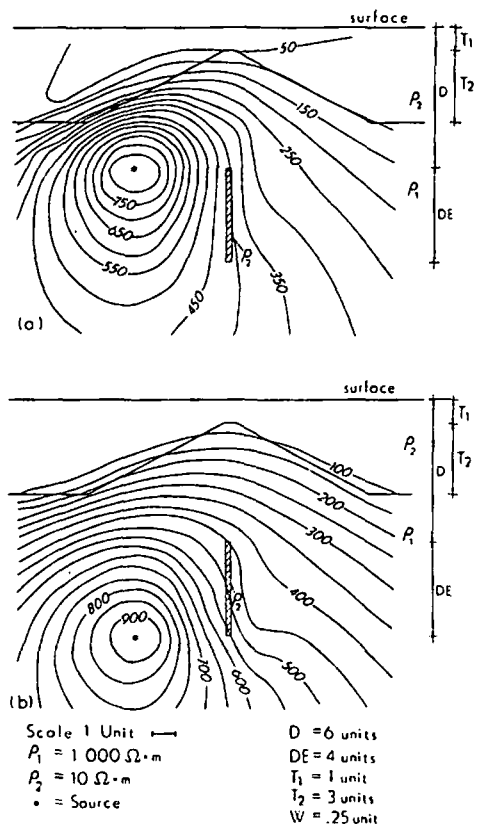 surface
50
T₁
D
T₂
ρ₂
150
250
ρ₁
DE
750
650
550
450
350
ρ₂
(a)
surface
T₁
ρ₂
D
T₂
100
200
300
ρ₁
DE
400
800
900
ρ₂
700
600
500
(b)
Scale 1 Unit
ρ₁ = 1 000 Ω·m
ρ₂ = 10 Ω·m
• = Source
D = 6 units
DE = 4 units
T₁ = 1 unit
T₂ = 3 units
W = .25 unit